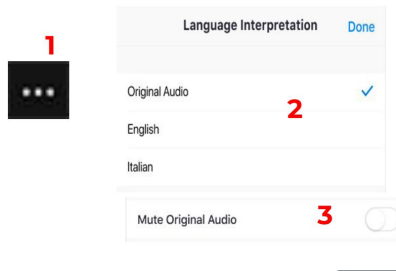 1
Language Interpretation Done
Original Audio
2
English
Italian
Mute Original Audio 3